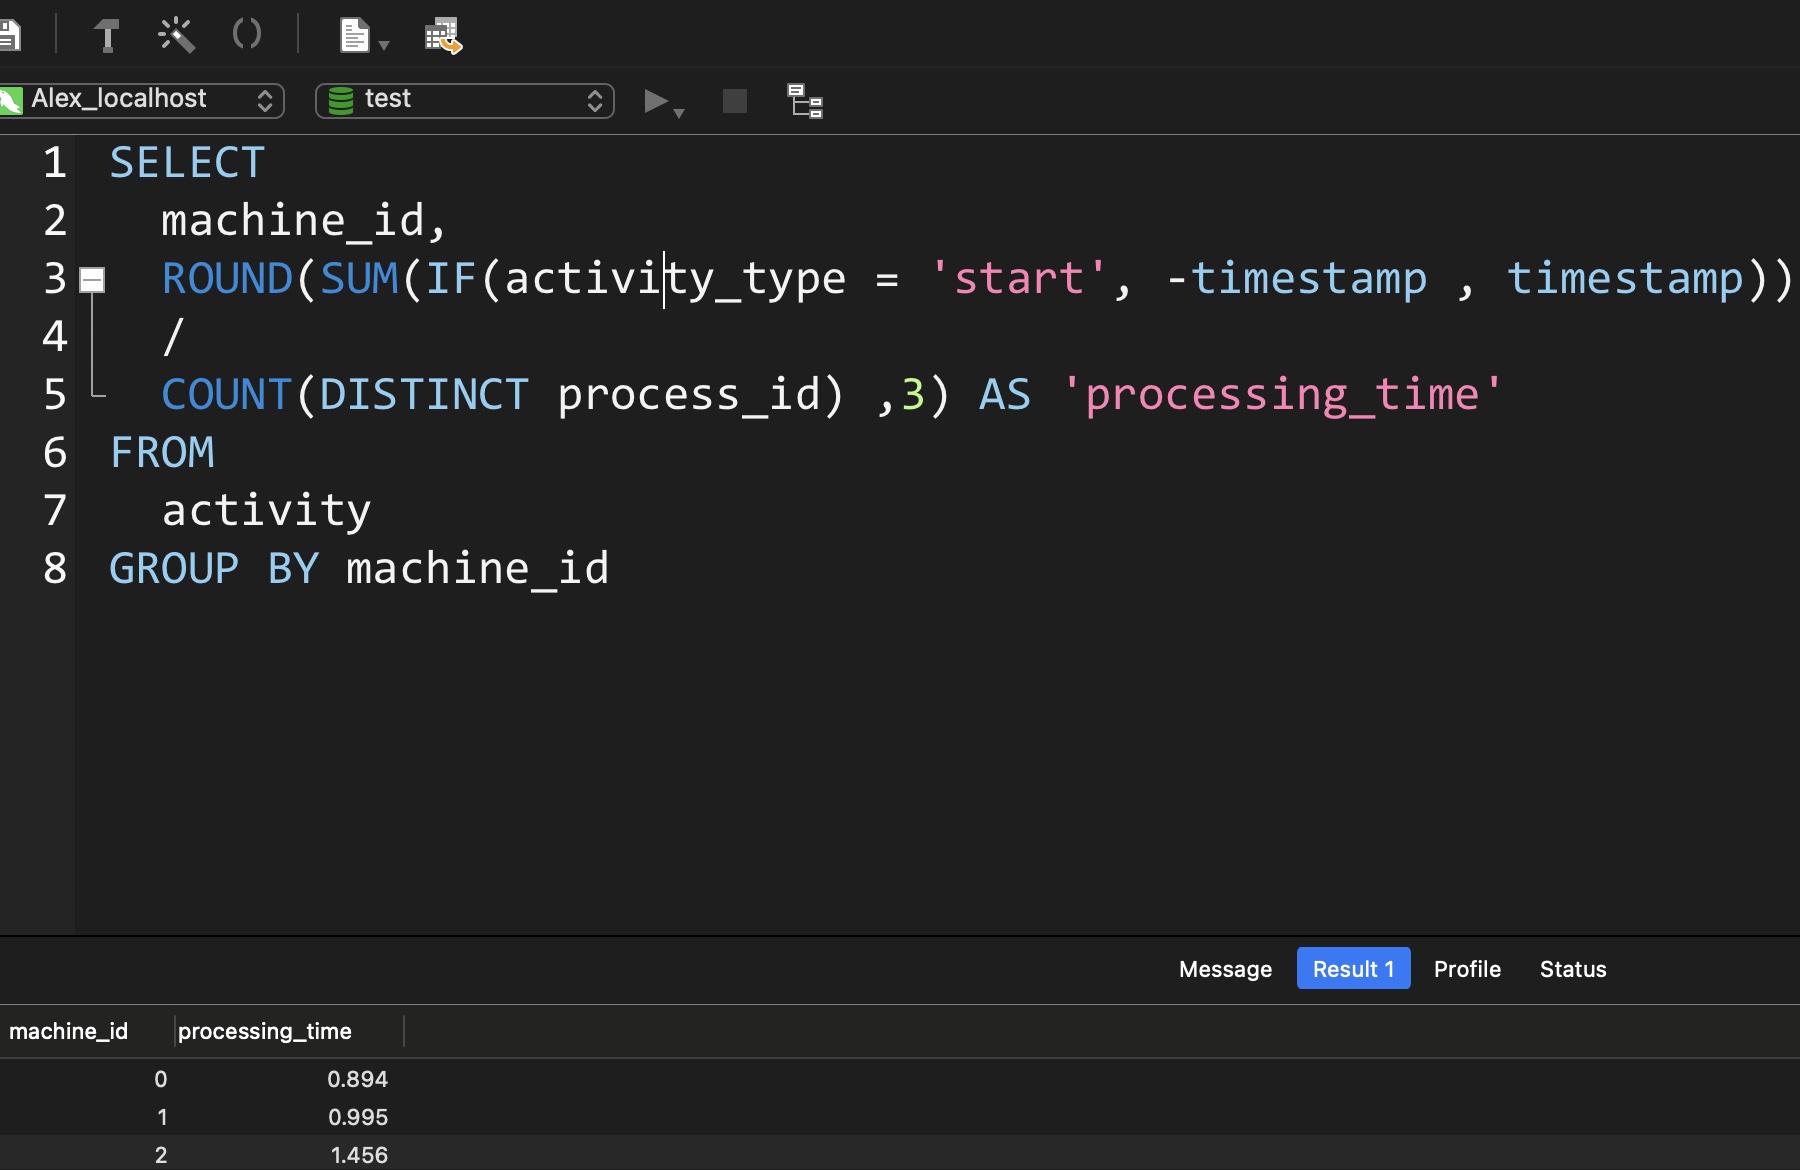 Alex_localhost test
1 SELECT
2 machine_id,
3 ROUND(SUM(IF(activity_type = 'start', -timestamp , timestamp))
4 /
5 COUNT(DISTINCT process_id) ,3) AS 'processing_time'
6 FROM
7 activity
8 GROUP BY machine_id
Message Result 1 Profile Status
machine_id processing_time
0 0.894
1 0.995
2 1.456